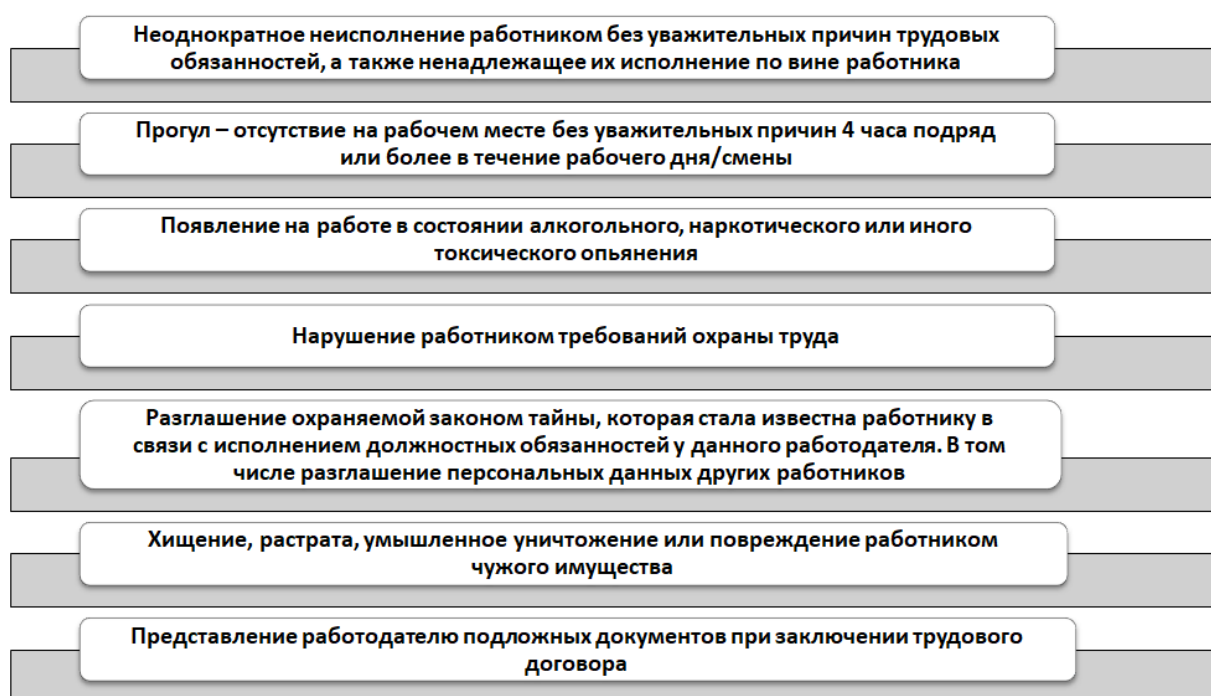 Неоднократное неисполнение работником без уважительных причин трудовых
обязанностей, а также ненадлежащее их исполнение по вине работника
Прогул – отсутствие на рабочем месте без уважительных причин 4 часа подряд
или более в течение рабочего дня/смены
Появление на работе в состоянии алкогольного, наркотического или иного
токсического опьянения
Нарушение работником требований охраны труда
Разглашение охраняемой законом тайны, которая стала известна работнику в
связи с исполнением должностных обязанностей у данного работодателя. В том
числе разглашение персональных данных других работников
Хищение, растрата, умышленное уничтожение или повреждение работником
чужого имущества
Представление работодателю подложных документов при заключении трудового
договора